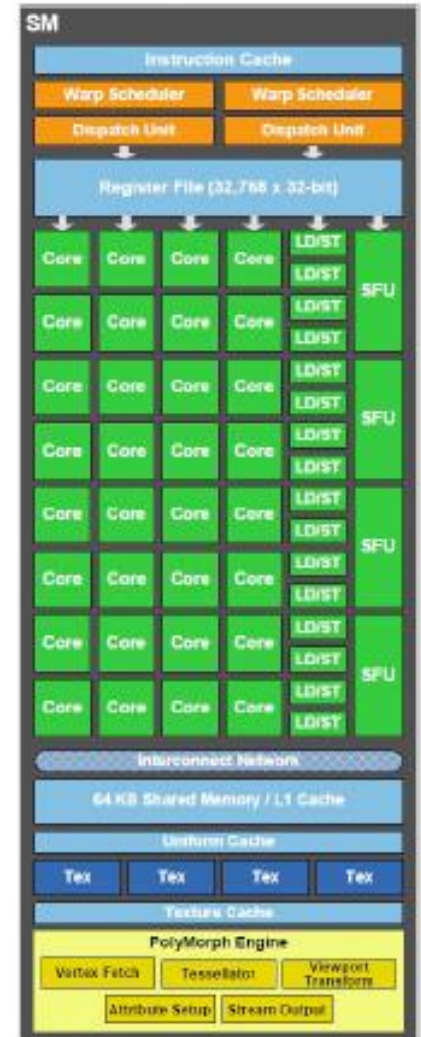 SM
Instruction Cache
Warp Scheduler Warp Scheduler
Dispatch Unit Dispatch Unit
Register File (32,768 x 32-bit)
LD/ST
Core Core Core Core
LD/ST
SFU
LD/ST
Core Core Core Core
LD/ST
LD/ST
Core Core Core Core
LD/ST
SFU
LD/ST
Core Core Core Core
LD/ST
LD/ST
Core Core Core Core
LD/ST
SFU
LD/ST
Core Core Core Core
LD/ST
LD/ST
Core Core Core Core
LD/ST
SFU
LD/ST
Core Core Core Core
LD/ST
Interconnect Network
64 KB Shared Memory / L1 Cache
Uniform Cache
Tex Tex Tex Tex
Texture Cache
PolyMorph Engine
Vertex Fetch Tessellator Viewport
Transform
Attribute Setup Stream Output